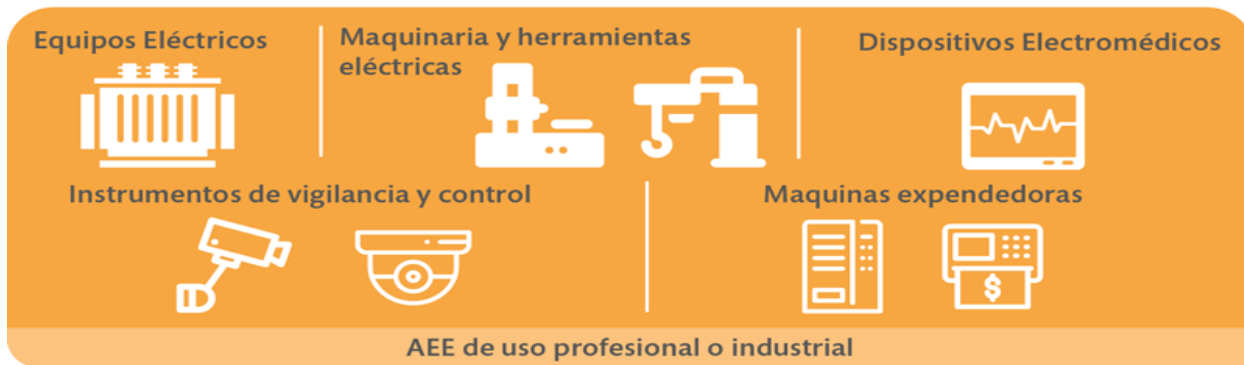 Equipos Eléctricos
Maquinaria y herramientas
eléctricas
Dispositivos Electromédicos
Instrumentos de vigilancia y control
Maquinas expendedoras
$
AEE de uso profesional o industrial